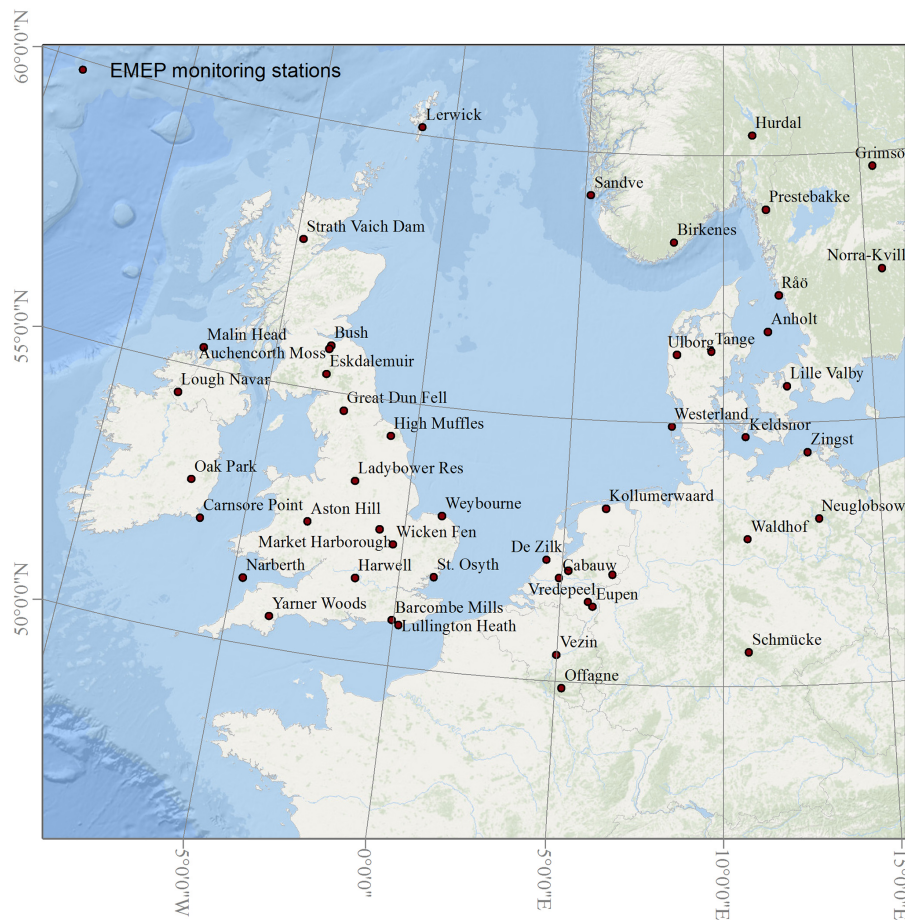 60°0'0"N
EMEP monitoring stations
Lerwick
Hurdal
Grimsö
Sandve
Prestebakke
Strath Vaich Dam
Birkenes
Norra-Kvill
Råö
55°0'0"N
Malin Head
Bush
Anholt
Auchencorth Moss
Ulborg
Tange
Eskdalemuir
Lough Navar
Lille Valby
Great Dun Fell
High Muffles
Westerland
Keldsnor
Zingst
Oak Park
Ladybower Res
Kollumerwaard
Carnsore Point
Aston Hill
Weybourne
Neuglobsow
Waldhof
Market Harborough
Wicken Fen
De Zilk
Narberth
Harwell
St. Osyth
Cabauw
Vredepeel
Eupen
50°0'0"N
Yarner Woods
Barcombe Mills
Lullington Heath
Vezin
Schmücke
Offagne
5°0'0"W
0°0'0"
5°0'0"E
10°0'0"E
15°0'0"E